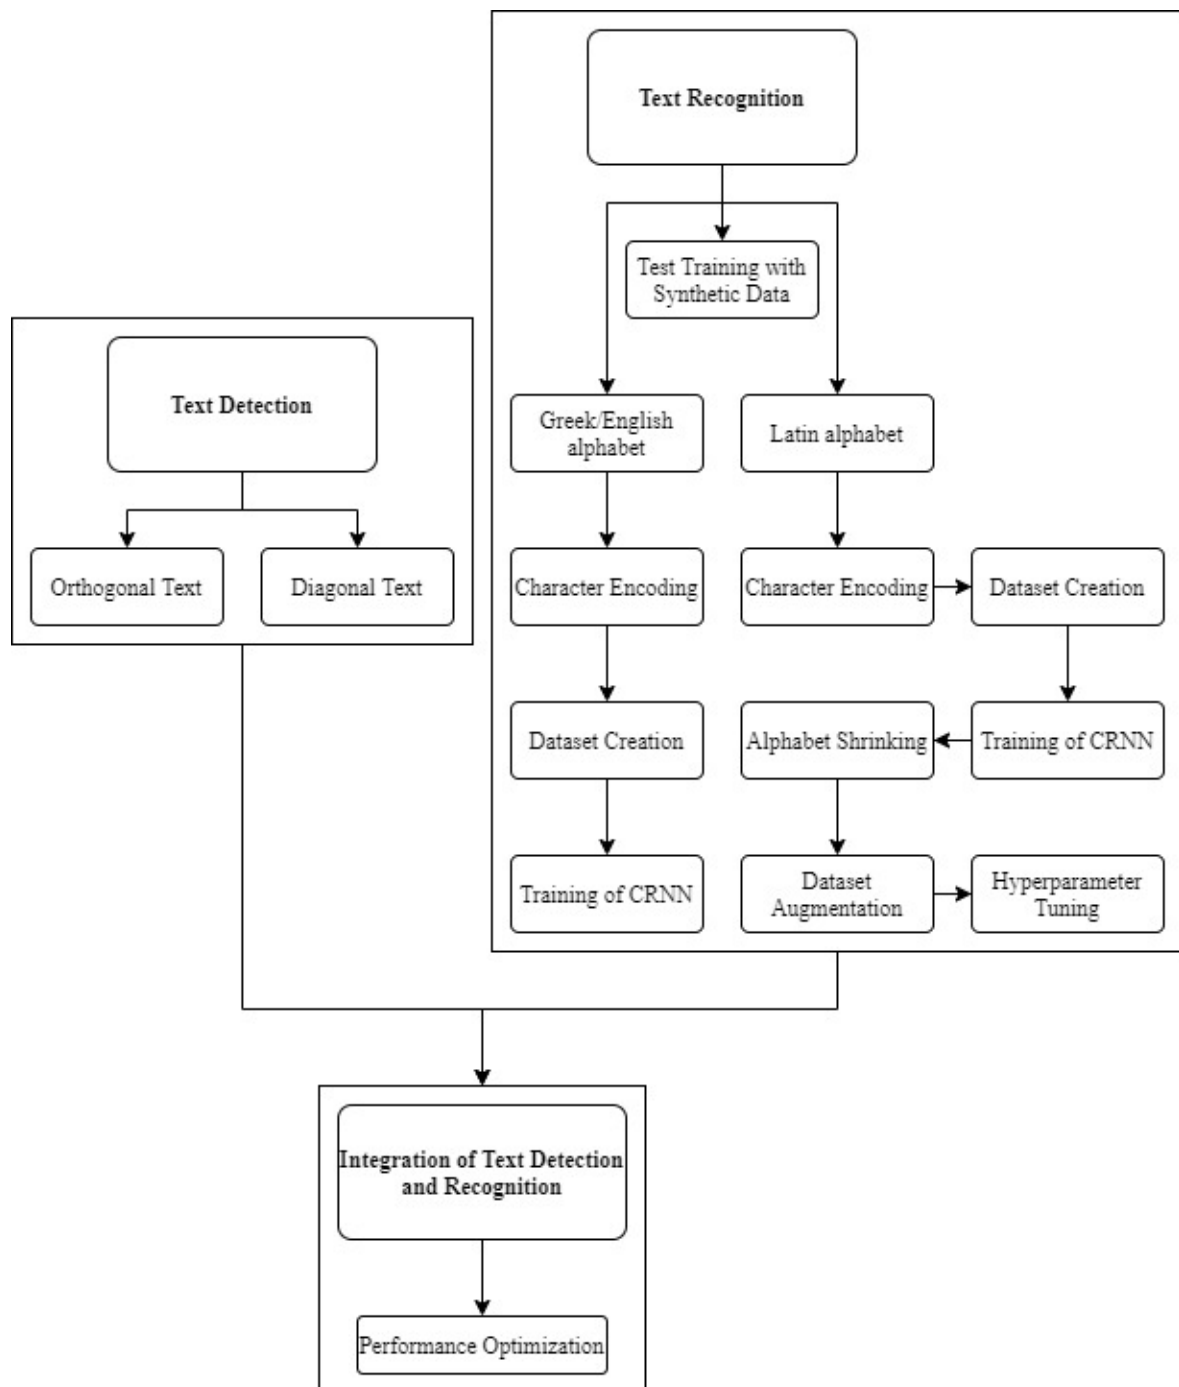 Text Recognition
Test Training with
Synthetic Data
Text Detection
Greek/English
alphabet
Latin alphabet
Orthogonal Text
Diagonal Text
Character Encoding
Character Encoding
Dataset Creation
Dataset Creation
Alphabet Shrinking
Training of CRNN
Training of CRNN
Dataset
Augmentation
Hyperparameter
Tuning
Integration of Text Detection
and Recognition
Performance Optimization